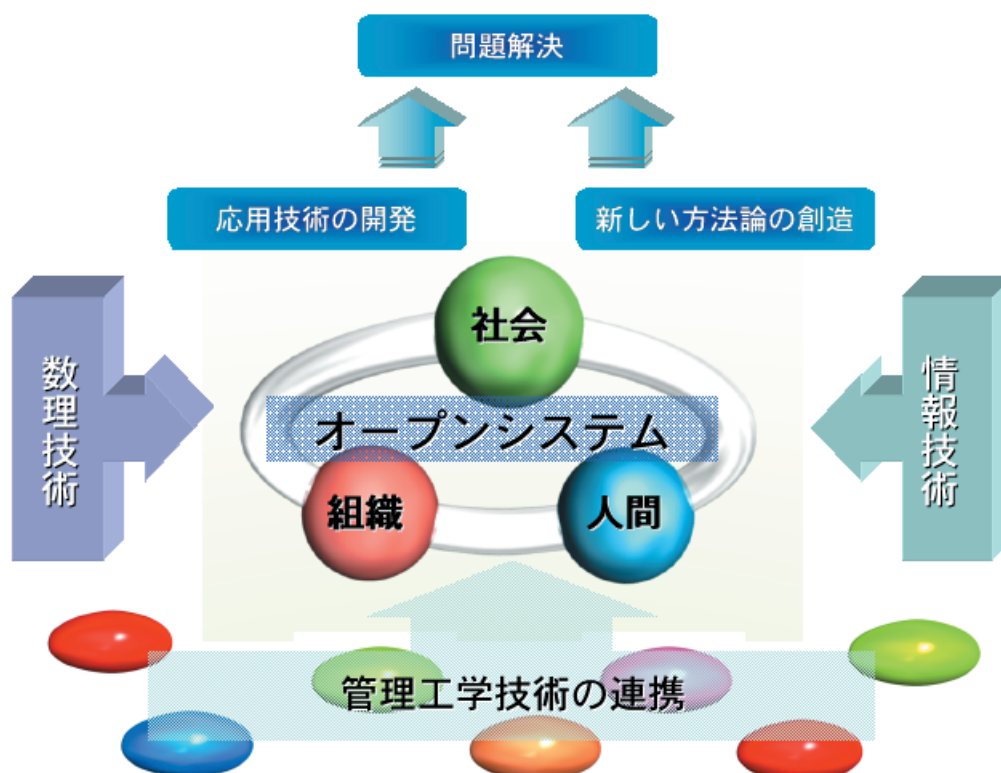 問題解決
応用技術の開発
新しい方法論の創造
社会
数理技術
オープンシステム
情報技術
組織
人間
管理工学技術の連携